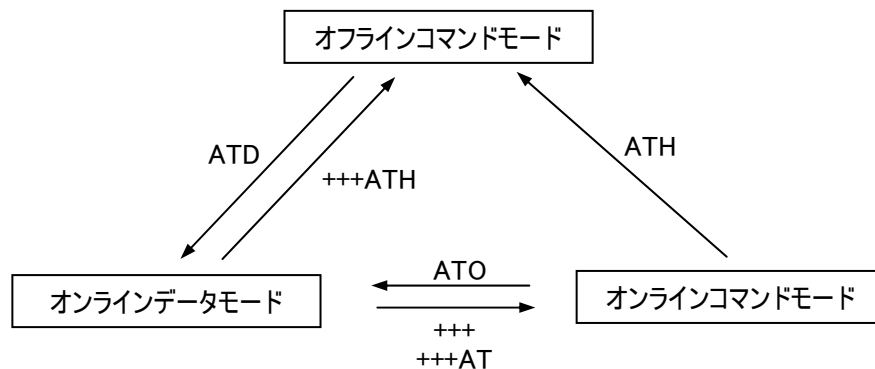 オフラインコマンドモード
ATD
+++ATH
ATH
ATO
オンラインデータモード
オンラインコマンドモード
+++
+++AT